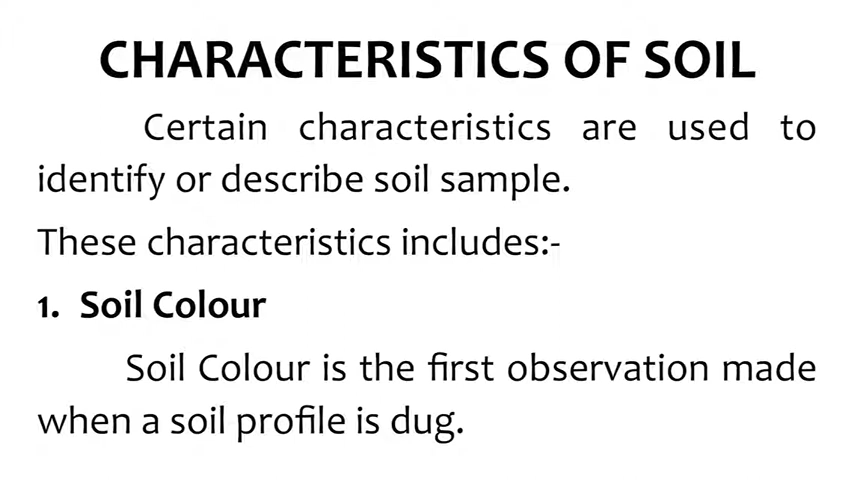 CHARACTERISTICS OF SOIL
Certain characteristics are used to
identify or describe soil sample.
These characteristics includes:-
1. Soil Colour
Soil Colour is the first observation made
when a soil profile is dug.